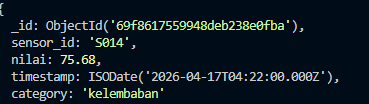 {
_id: ObjectId('69f8617559948deb238e0fba'),
sensor_id: 'S014',
nilai: 75.68,
timestamp: ISODate('2026-04-17T04:22:00.000Z'),
category: 'kelembaban'